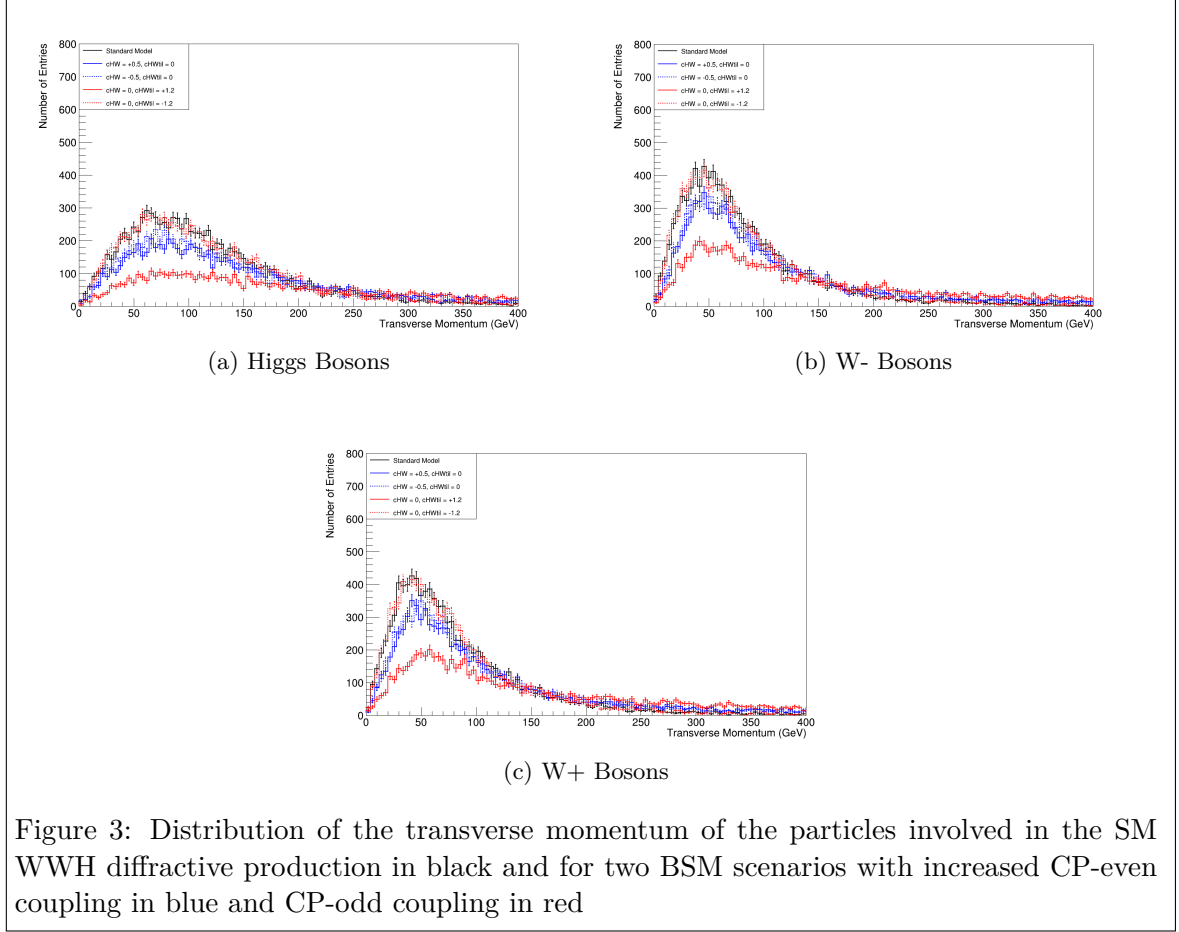 800
700
600
500
400
300
200
100
0
Number of Entries
Standard Model
cHW = +0.5, cHWtil = 0
cHW = -0.5, cHWtil = 0
cHW = 0, cHWtil = +1.2
cHW = 0, cHWtil = -1.2
0 50 100 150 200 250 300 350 400
Transverse Momentum (GeV)
(a) Higgs Bosons
800
700
600
500
400
300
200
100
0
Number of Entries
Standard Model
cHW = +0.5, cHWtil = 0
cHW = -0.5, cHWtil = 0
cHW = 0, cHWtil = +1.2
cHW = 0, cHWtil = -1.2
0 50 100 150 200 250 300 350 400
Transverse Momentum (GeV)
(b) W- Bosons
800
700
600
500
400
300
200
100
0
Number of Entries
Standard Model
cHW = +0.5, cHWtil = 0
cHW = -0.5, cHWtil = 0
cHW = 0, cHWtil = +1.2
cHW = 0, cHWtil = -1.2
0 50 100 150 200 250 300 350 400
Transverse Momentum (GeV)
(c) W+ Bosons
Figure 3: Distribution of the transverse momentum of the particles involved in the SM
WWH diffractive production in black and for two BSM scenarios with increased CP-even
coupling in blue and CP-odd coupling in red